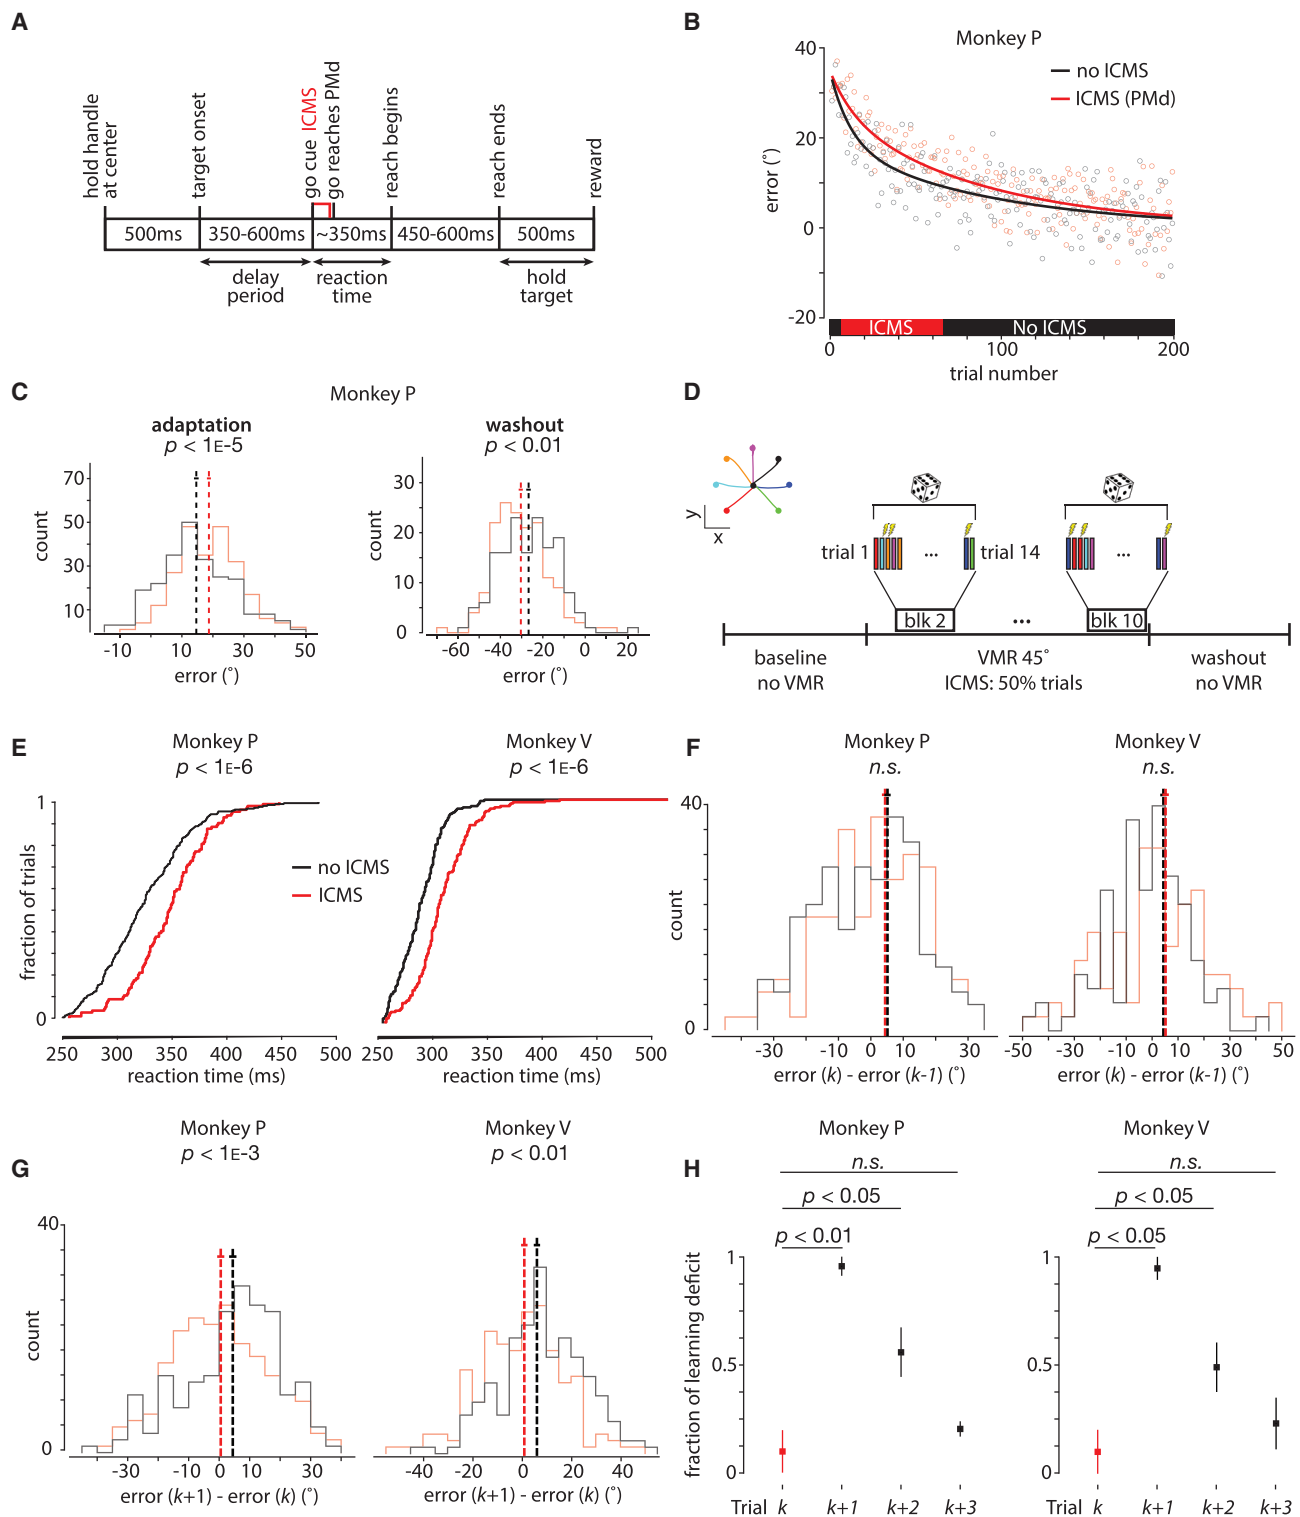 A
hold handle
at center
target onset
go cue ICMS
go reaches PMd
reach begins
reach ends
reward
500ms
350-600ms
~350ms
450-600ms
500ms
delay
period
reaction
time
hold
target
B
Monkey P
no ICMS
ICMS (PMd)
error (˚)
40
20
0
-20
ICMS
No ICMS
0
100
200
trial number
C
Monkey P
adaptation
p < 1E-5
count
70
50
30
10
-10
10
30
50
error (˚)
washout
p < 0.01
count
30
20
10
0
-60
-40
-20
0
20
error (˚)
D
y
x
trial 1
...
trial 14
...
blk 2
...
blk 10
baseline
no VMR
VMR 45˚
ICMS: 50% trials
washout
no VMR
E
Monkey P
p < 1E-6
fraction of trials
1
0
no ICMS
ICMS
250
300
350
400
450
500
reaction time (ms)
Monkey V
p < 1E-6
250
300
350
400
450
500
reaction time (ms)
F
Monkey P
n.s.
count
40
0
-30
-10
0
10
30
error (k) - error (k-1) (˚)
Monkey V
n.s.
-50
-30
-10
0
10
30
50
error (k) - error (k-1) (˚)
G
Monkey P
p < 1E-3
count
40
0
-30
-10
0
10
30
error (k+1) - error (k) (˚)
Monkey V
p < 0.01
-40
-20
0
20
40
error (k+1) - error (k) (˚)
H
Monkey P
n.s.
p < 0.05
p < 0.01
fraction of learning deficit
1
0.5
0
Trial k
k+1
k+2
k+3
Monkey V
n.s.
p < 0.05
p < 0.05
1
0.5
0
Trial k
k+1
k+2
k+3